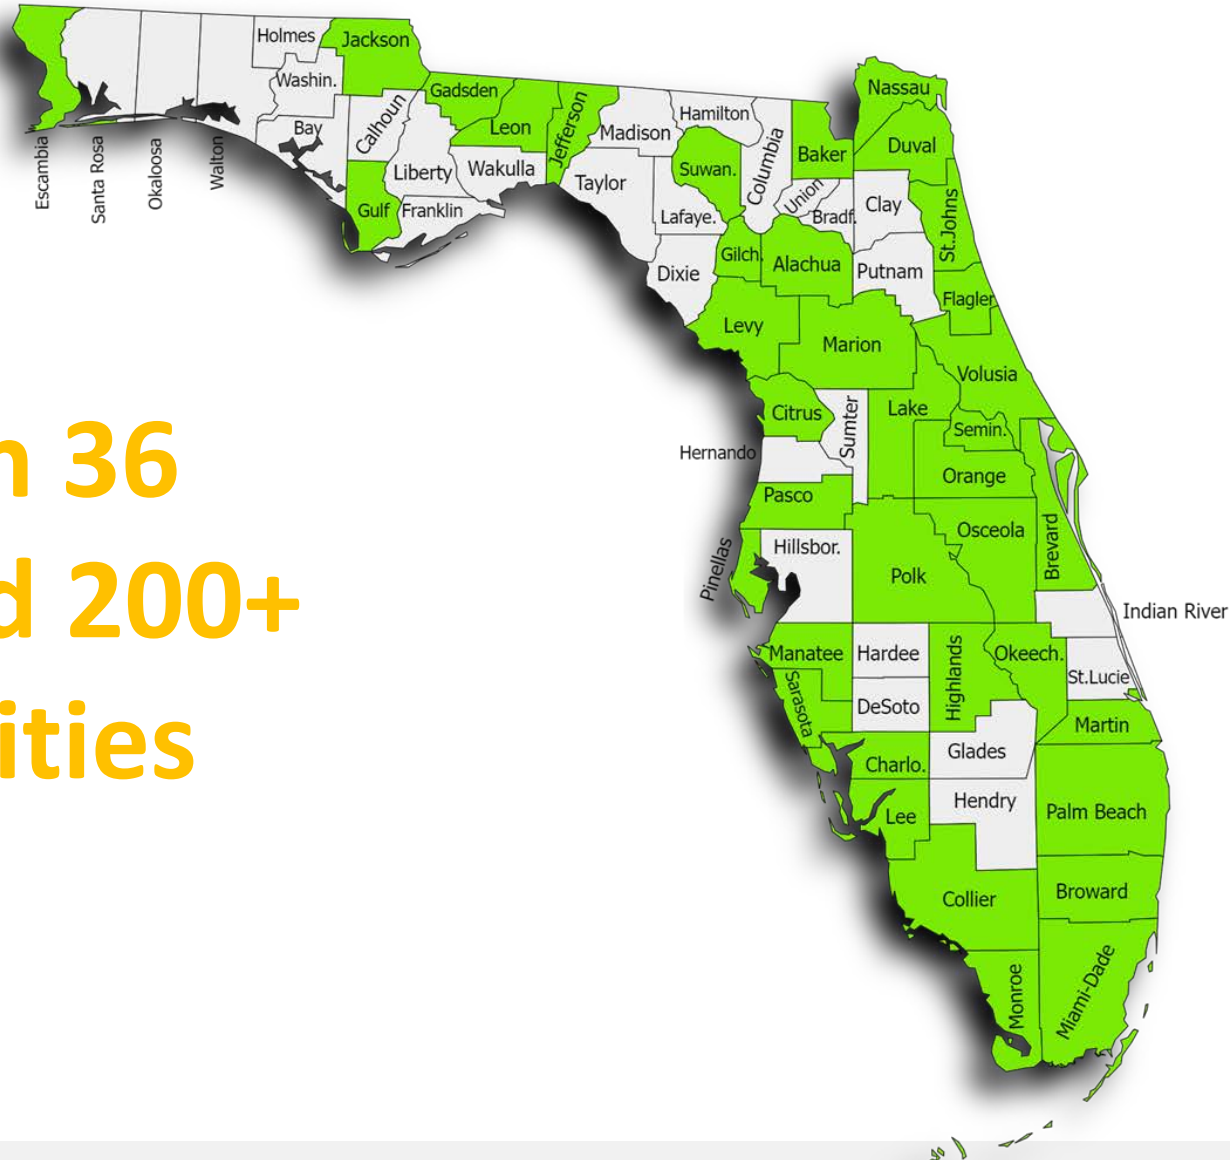 Holmes
Jackson
Washin.
Gadsden
Nassau
Bay
Calhoun
Leon
Jefferson
Madison
Hamilton
Columbia
Baker
Duval
Escambia
Santa Rosa
Okaloosa
Walton
Liberty
Wakulla
Taylor
Suwan.
Union
Bradf.
Clay
St.Johns
Gulf
Franklin
Lafaye.
Dixie
Gilch.
Alachua
Putnam
Flagler
Levy
Marion
Volusia
Citrus
Sumter
Lake
Semin.
n 36
Hernando
Orange
Pasco
Osceola
Brevard
Pinellas
Hillsbor.
Polk
d 200+
Indian River
Manatee
Hardee
Highlands
Okeech.
St.Lucie
Sarasota
DeSoto
Martin
ities
Charlo.
Glades
Lee
Hendry
Palm Beach
Collier
Broward
Monroe
Miami-Dade